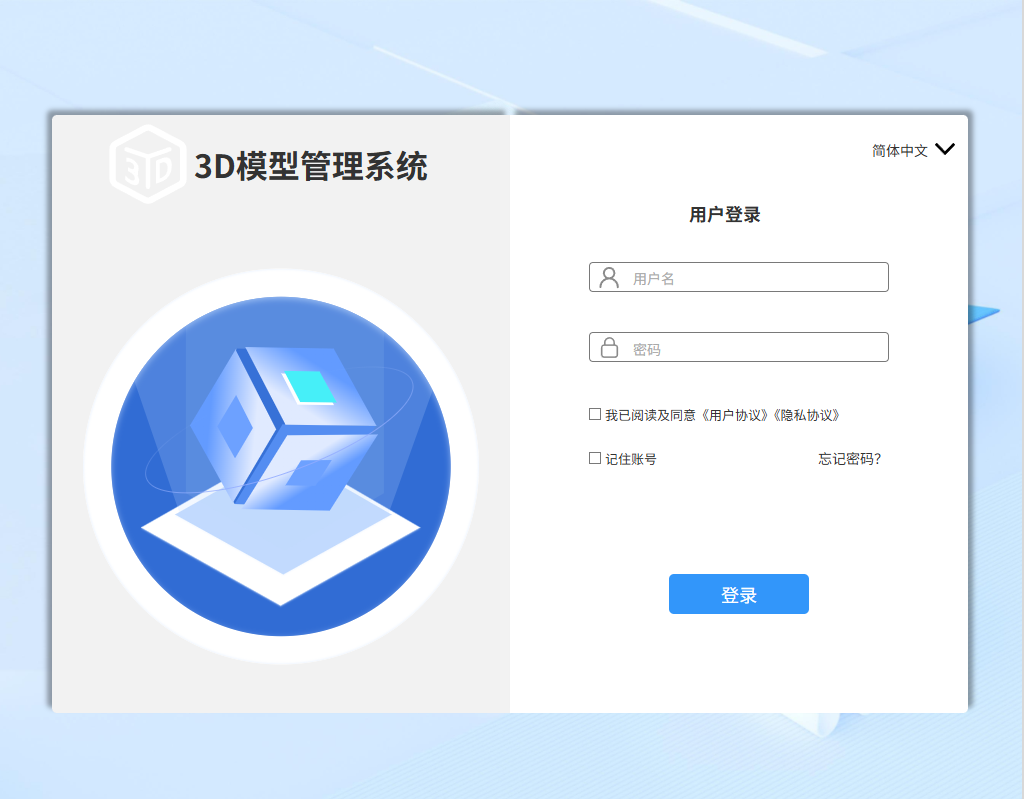 3D
3D模型管理系统
简体中文
用户登录
用户名
密码
我已阅读及同意《用户协议》《隐私协议》
记住账号
忘记密码?
登录